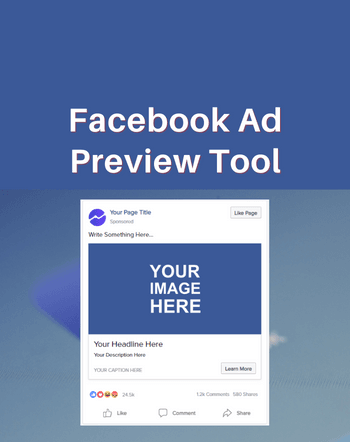 Facebook Ad
Preview Tool
Your Page Title
Sponsored
Like Page
Write Something Here...
YOUR
IMAGE
HERE
Your Headline Here
Your Description Here
YOUR CAPTION HERE
Learn More
24.5k
1.2k Comments 580 Shares
Like Comment Share